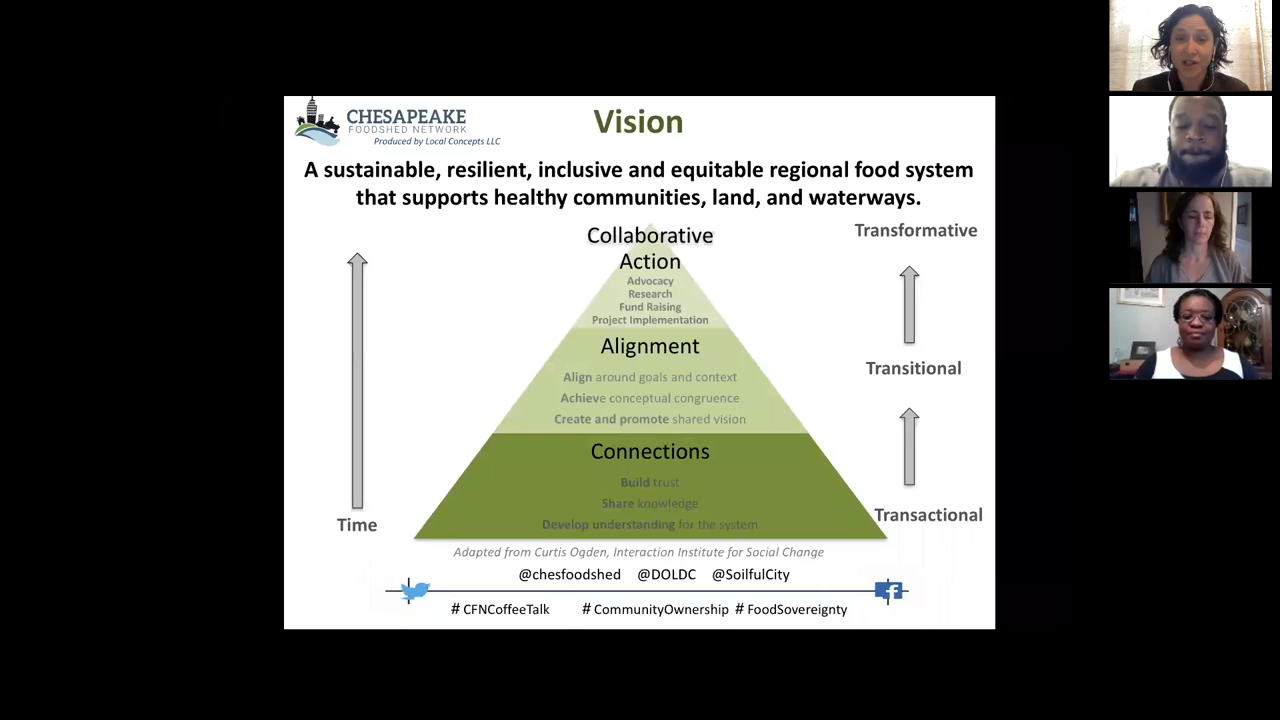 CHESAPEAKE
FOODSHED NETWORK
Produced by Local Concepts LLC
Vision
A sustainable, resilient, inclusive and equitable regional food system
that supports healthy communities, land, and waterways.
Transformative
Collaborative
Action
Advocacy
Research
Fund Raising
Project Implementation
Alignment
Transitional
Align around goals and context
Achieve conceptual congruence
Create and promote shared vision
Connections
Build trust
Share knowledge
Transactional
Time
Develop understanding for the system
Adapted from Curtis Ogden, Interaction Institute for Social Change
@chesfoodshed @DOLDC @SoilfulCity
# CFNCoffeeTalk # CommunityOwnership # FoodSovereignty